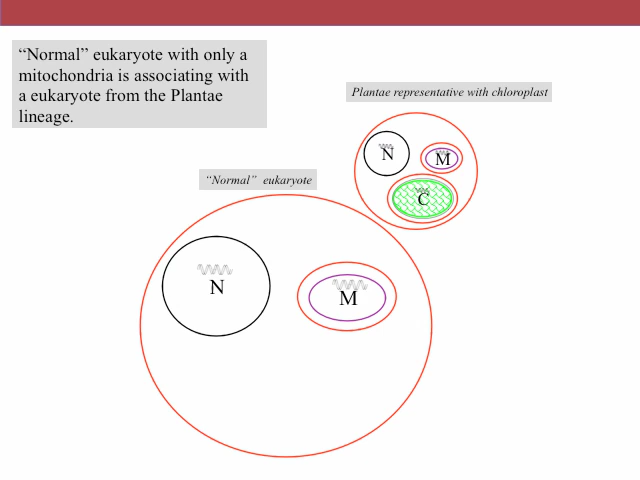 “Normal” eukaryote with only a
mitochondria is associating with
a eukaryote from the Plantae
lineage.
Plantae representative with chloroplast
N
M
C
“Normal” eukaryote
N
M